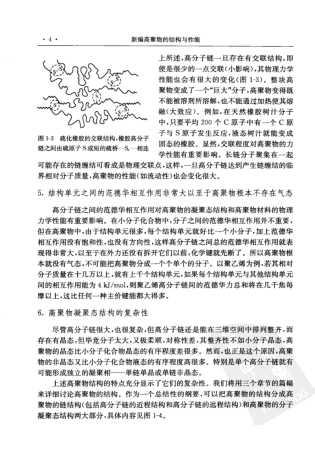 · 4 · 新编高聚物的结构与性能
上所述，高分子链一旦存在有交联结构，即
使是很少的一点交联(小影响)，其物理力学
性能也会有很大的变化(图 1-3)。整块高
聚物变成了一个“巨大”分子，高聚物变得既
不能被溶剂所溶解，也不能通过加热使其熔
融(大效应)。例如，在天然橡树汁分子
中平均要求 200 个 C 原子中有一个 C 原
子与 S 原子发生反应，液态树汁就能变成
固态的橡胶。显然，交联程度对高聚物的力
学性能有重要影响。长链分子聚集在一起
图 1-3 硫化橡胶的交联结构，橡胶高分子
链之间由硫原子 S 或短的硫桥—Sₓ—相连
可能存在的链缠结可看成是物理交联点，这样，一旦高分子链达到产生链缠结的临
界相对分子质量，高聚物的性能(如流动性)也会变化很大。
5. 结构单元之间的范德华相互作用非常大以至于高聚物根本不存在气态
高分子链之间的范德华相互作用对高聚物的凝聚态结构和高聚物材料的物理
力学性能有重要影响。在小分子化合物中，分子之间的范德华相互作用并不重要，
但在高聚物中，由于结构单元很多，每个结构单元就好比一个小分子，加上范德华
相互作用没有饱和性，也没有方向性，这样高分子链之间总的范德华相互作用就表
现得非常大，以至于在外力还没有拆开它们以前，化学键就断了。所以高聚物根
本就没有气态，不可能把高聚物分成一个个的高分子。以聚乙烯为例，若其相对分
子质量在十几万以上，就有上千个结构单元，如果每个结构单元与其他结构单元间
的相互作用能为 4 kJ/mol，则聚乙烯高分子链间的范德华力总和将在几千焦每
摩以上，这比任何一种主价键能都大得多。
6. 高聚物凝聚态结构的复杂性
尽管高分子链很大，也很复杂，但高分子链还是能在三维空间中排列整齐，而
存在有晶态，但毕竟分子太大，又极柔顺，对称性差，其整齐性不如小分子晶态，高
聚物的晶态比小分子化合物晶态的有序程度差很多。然而，也正是这个原因，高聚
物的非晶态又比小分子化合物液态的有序程度高。特别的是单个高分子链就有
可能形成独立的凝聚相——单链单晶或单链非晶态。
上述高聚物结构的特点充分显示了它们的复杂性。我们将用三个章节的篇幅
来详细讨论高聚物的结构。作为一个总结性的纲要，可以把高聚物的结构分成高
聚物的链结构(包括高分子链的近程结构和高分子链的远程结构)和高聚物的分子
凝聚态结构两大部分，具体内容见图 1-4。